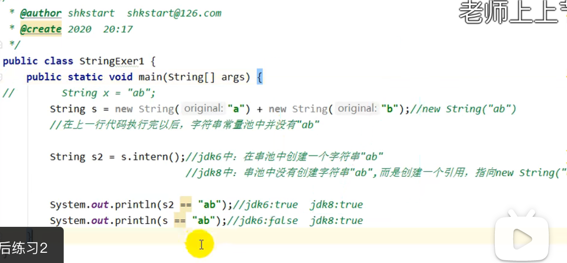 老师上上节
* @author shkstart  shkstart@126.com
* @create 2020  20:17
*/
public class StringExer1 {
public static void main(String[] args) {
//        String x = "ab";
String s = new String( original: "a") + new String( original: "b");//new String("ab")
//在上一行代码执行完以后，字符串常量池中并没有"ab"
String s2 = s.intern();//jdk6中：在串池中创建一个字符串"ab"
//jdk8中：串池中没有创建字符串"ab",而是创建一个引用，指向new String("
System.out.println(s2 == "ab");//jdk6:true  jdk8:true
System.out.println(s == "ab");//jdk6:false  jdk8:true
后练习2